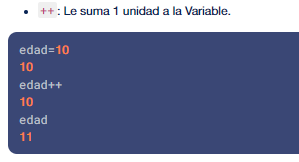 ++ : Le suma 1 unidad a la Variable.
edad=10
10
edad++
10
edad
11